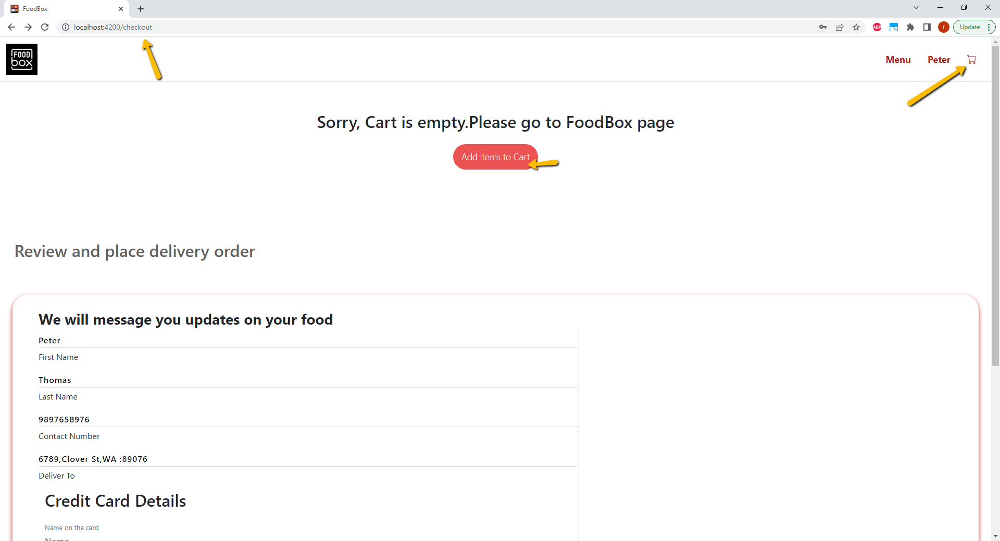 FoodBox
localhost:4200/checkout
ABP
r
Update
FOOD
box
Menu
Peter
Sorry, Cart is empty.Please go to FoodBox page
Add Items to Cart
Review and place delivery order
We will message you updates on your food
Peter
First Name
Thomas
Last Name
9897658976
Contact Number
6789,Clover St,WA :89076
Deliver To
Credit Card Details
Name on the card
Name